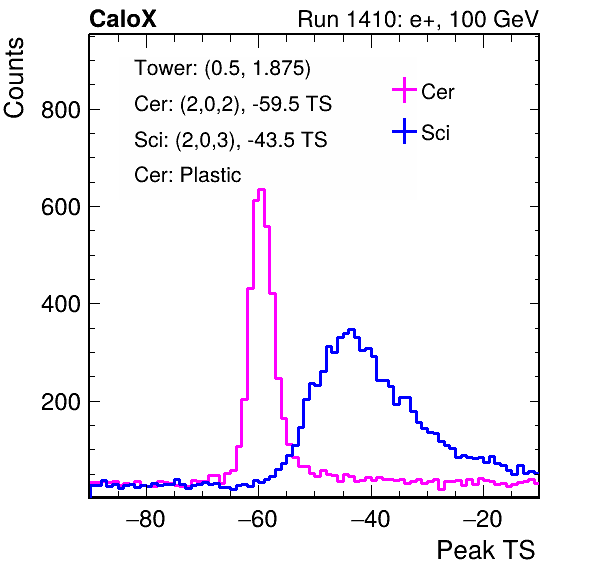 CaloX Run 1410: e+, 100 GeV
Counts
Tower: (0.5, 1.875)
Cer: (2,0,2), -59.5 TS
Sci: (2,0,3), -43.5 TS
Cer: Plastic
Cer
Sci
800
600
400
200
−80 −60 −40 −20
Peak TS